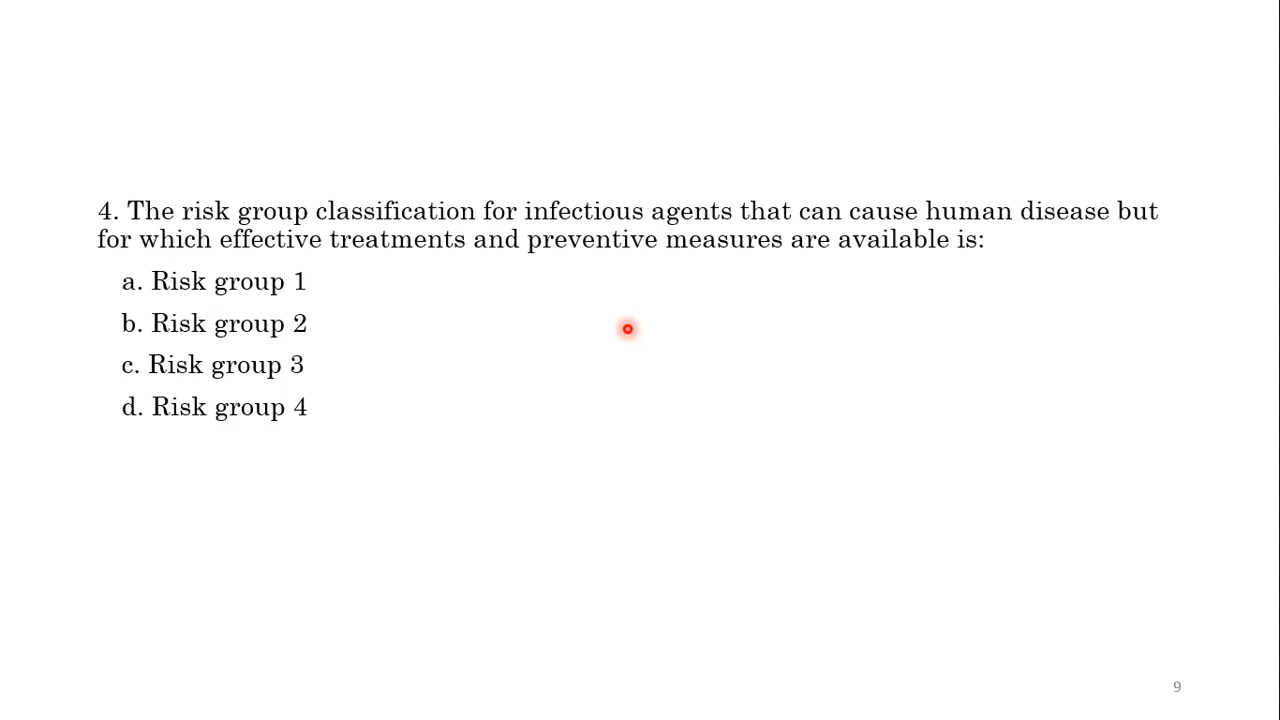 4. The risk group classification for infectious agents that can cause human disease but
for which effective treatments and preventive measures are available is:
a. Risk group 1
b. Risk group 2
c. Risk group 3
d. Risk group 4
9